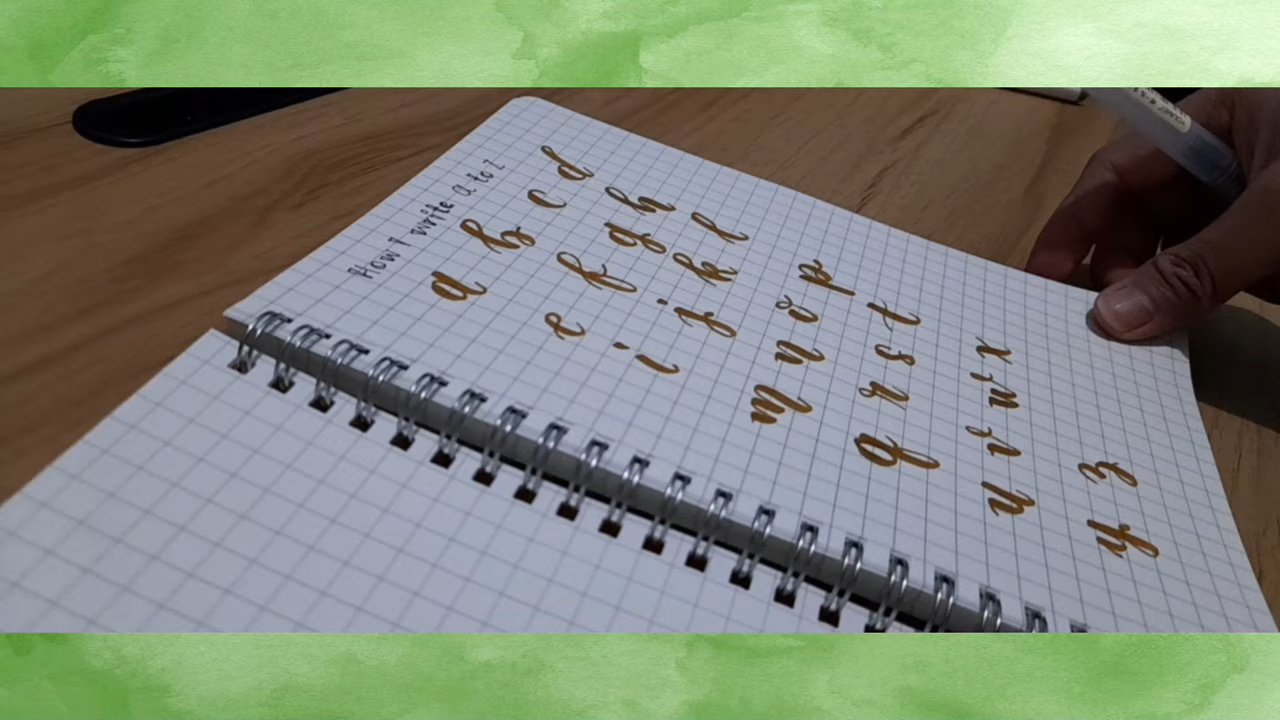 How I write a to z
a b c d
e f g h
i j k l
m n o p
q r s t
u v w x
y z